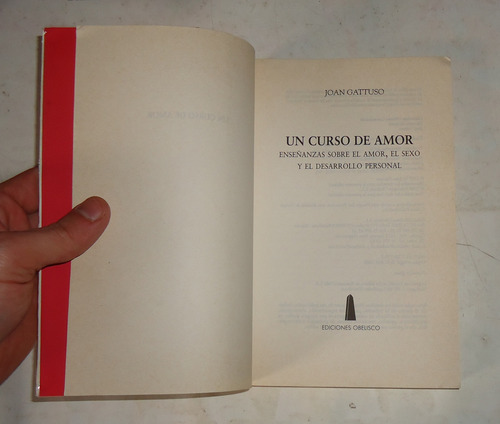 JOAN GATTUSO
UN CURSO DE AMOR
ENSEÑANZAS SOBRE EL AMOR, EL SEXO
Y EL DESARROLLO PERSONAL
EDICIONES OBELISCO